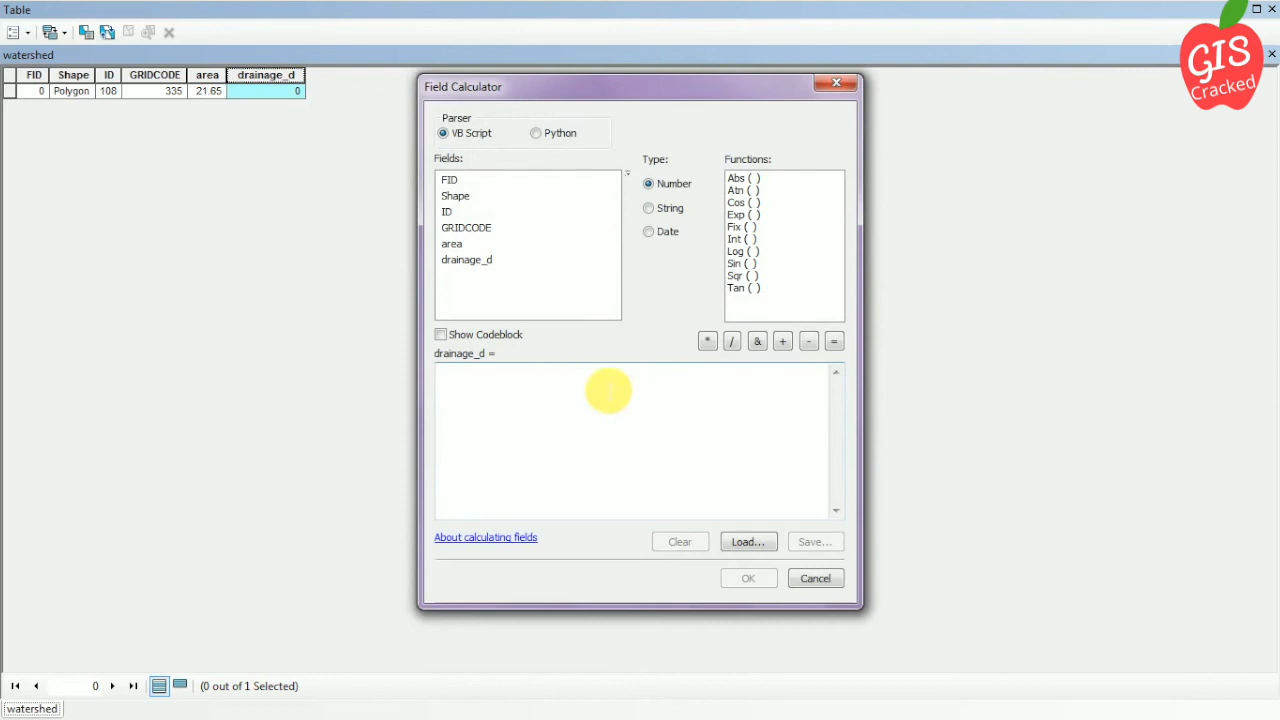 Table
GIS
Cracked
watershed
FID Shape ID GRIDCODE area drainage_d
0 Polygon 108 335 21.65 0
Field Calculator
Parser
VB Script Python
Fields:
FID
Shape
ID
GRIDCODE
area
drainage_d
Type:
Number
String
Date
Functions:
Abs ( )
Atn ( )
Cos ( )
Exp ( )
Fix ( )
Int ( )
Log ( )
Sin ( )
Sqr ( )
Tan ( )
Show Codeblock
* / & + - =
drainage_d =
About calculating fields
Clear Load... Save...
OK Cancel
0 (0 out of 1 Selected)
watershed